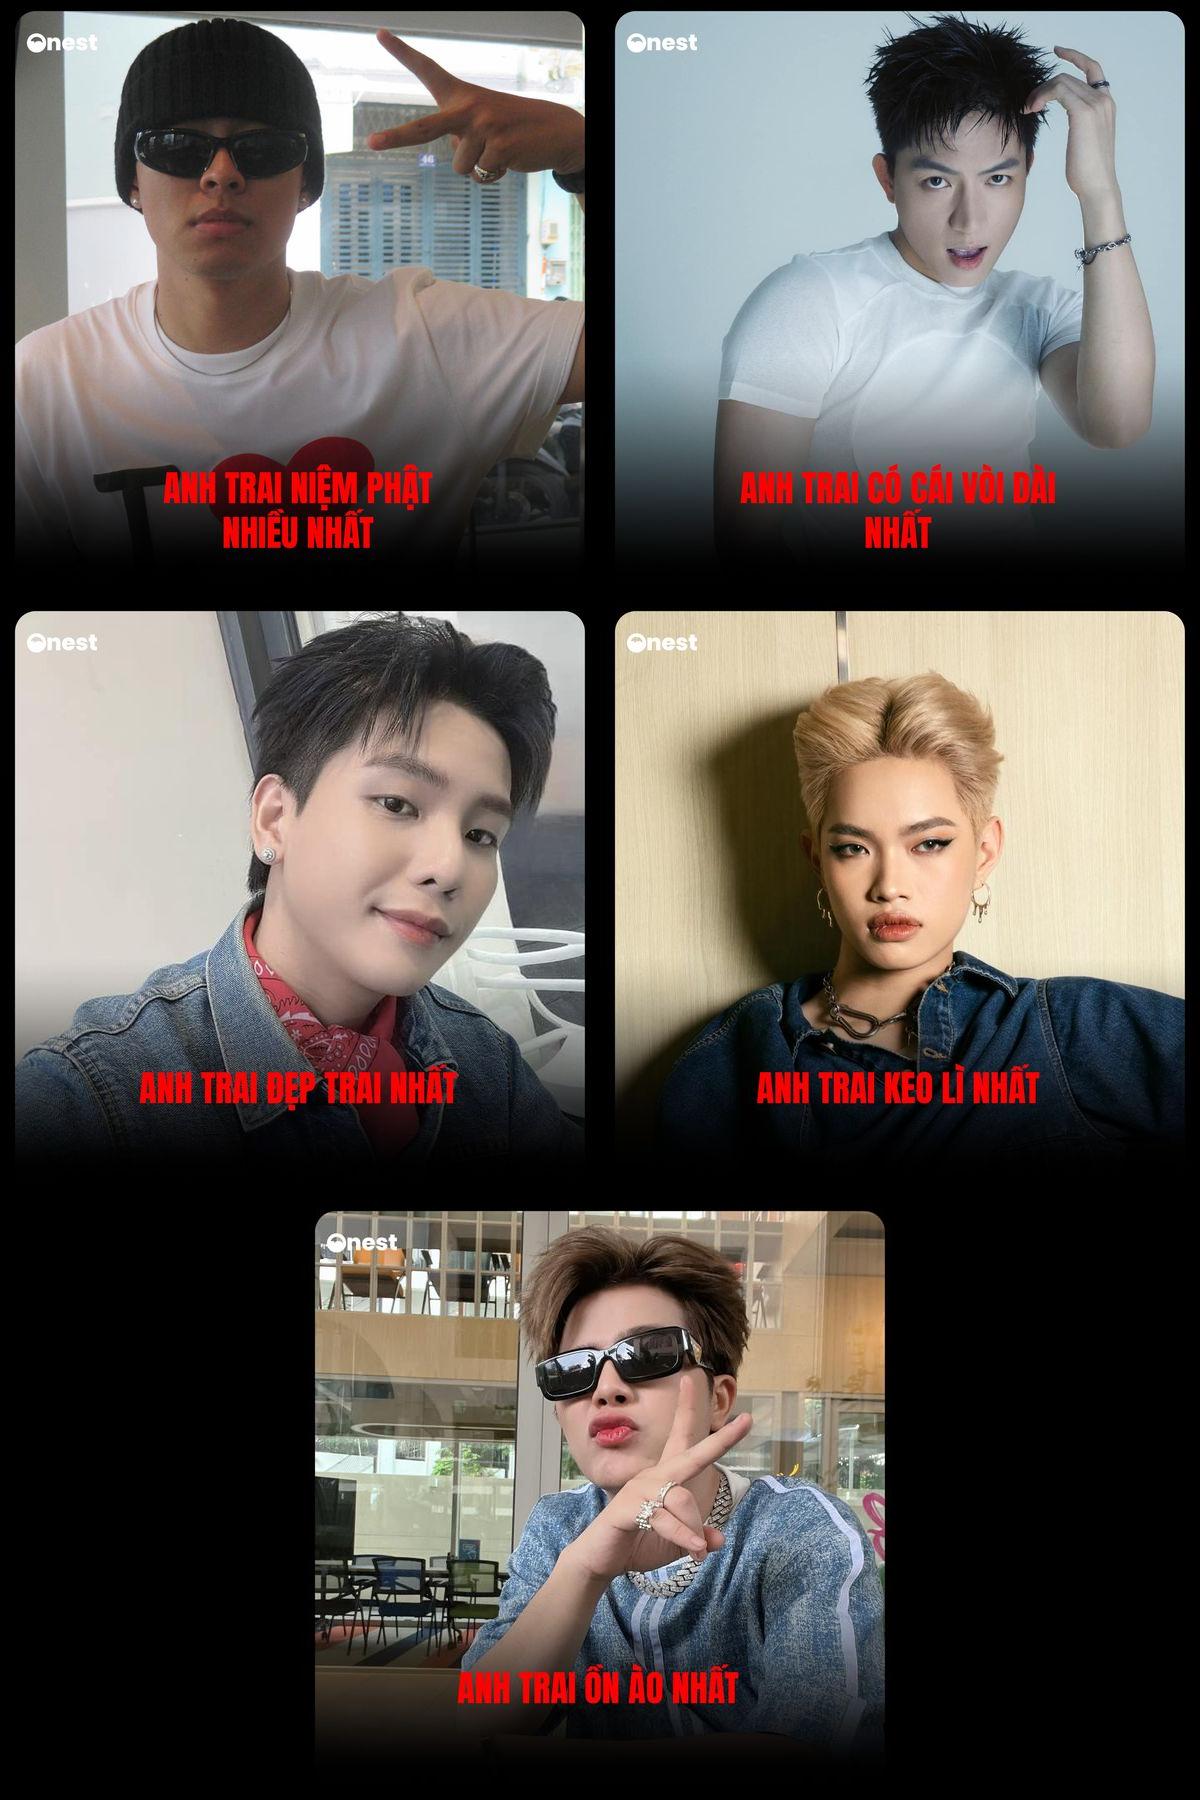 Onest
Onest
46
ANH TRAI NIỆM PHẬT
NHIỀU NHẤT
ANH TRAI CÓ CÁI VÒI DÀI
NHẤT
Onest
Onest
ANH TRAI ĐẸP TRAI NHẤT
ANH TRAI KEO LÌ NHẤT
Onest
ANH TRAI ỒN ÀO NHẤT